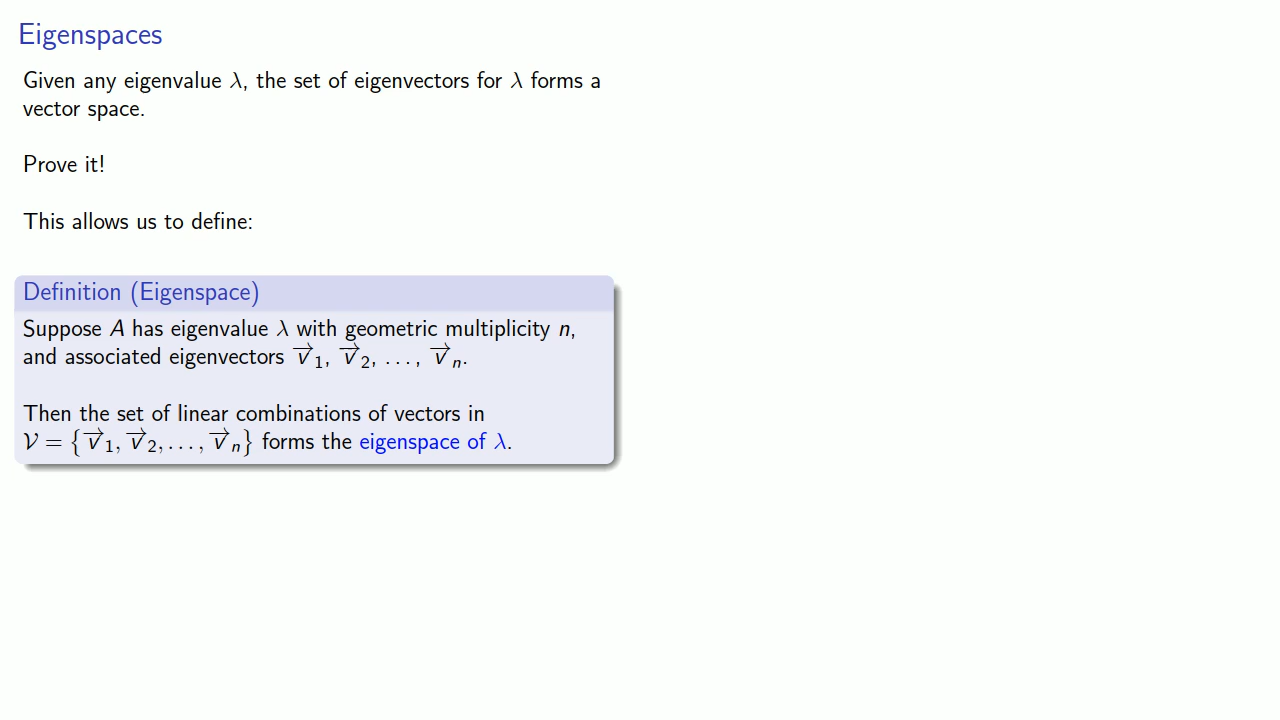 Eigenspaces
Given any eigenvalue λ, the set of eigenvectors for λ forms a
vector space.
Prove it!
This allows us to define:
Definition (Eigenspace)
Suppose A has eigenvalue λ with geometric multiplicity n,
and associated eigenvectors v⃗₁, v⃗₂, . . . , v⃗ₙ.
Then the set of linear combinations of vectors in
𝒱 = {v⃗₁, v⃗₂, . . . , v⃗ₙ} forms the eigenspace of λ.